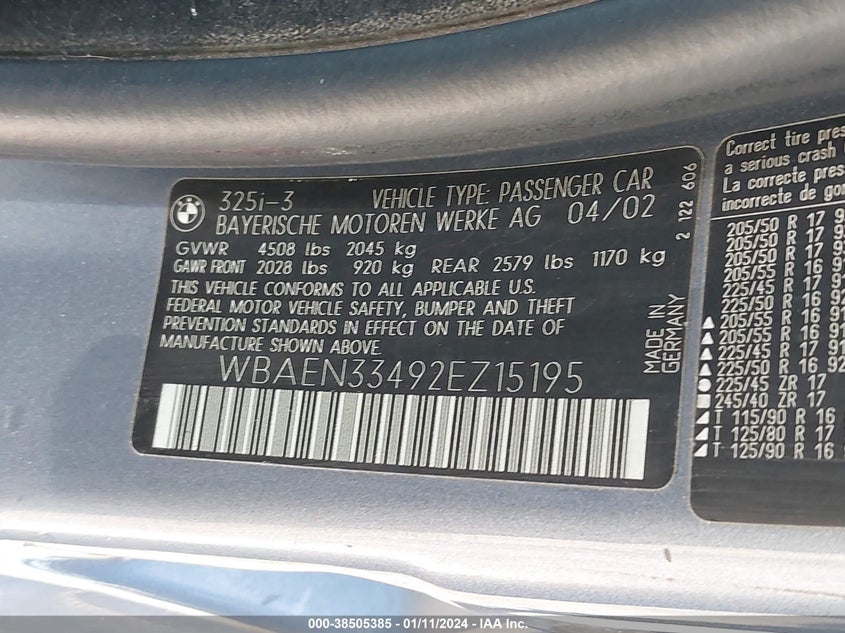 BMW
325i-3 VEHICLE TYPE: PASSENGER CAR
BAYERISCHE MOTOREN WERKE AG 04/02
GVWR 4508 lbs 2045 kg
GAWR FRONT 2028 lbs 920 kg REAR 2579 lbs 1170 kg
THIS VEHICLE CONFORMS TO ALL APPLICABLE U.S.
FEDERAL MOTOR VEHICLE SAFETY, BUMPER AND THEFT
PREVENTION STANDARDS IN EFFECT ON THE DATE OF
MANUFACTURE SHOWN ABOVE.
WBAEN33492EZ15195
2 122 606
MADE IN
GERMANY
Correct tire
a serious crash
La correcte
incorrecte de
205/50 R 17
205/50 R 17
205/50 R 17
205/55 R 16
225/45 R 17
225/50 R 16 92
205/55 R 16 91
205/55 R 16 91
225/45 R 17 91
225/50 R 16 92
225/45 ZR 17
245/40 ZR 17
T 115/90 R 16
T 125/80 R 17
T 125/90 R 16
000-38505385 - 01/11/2024 - IAA Inc.